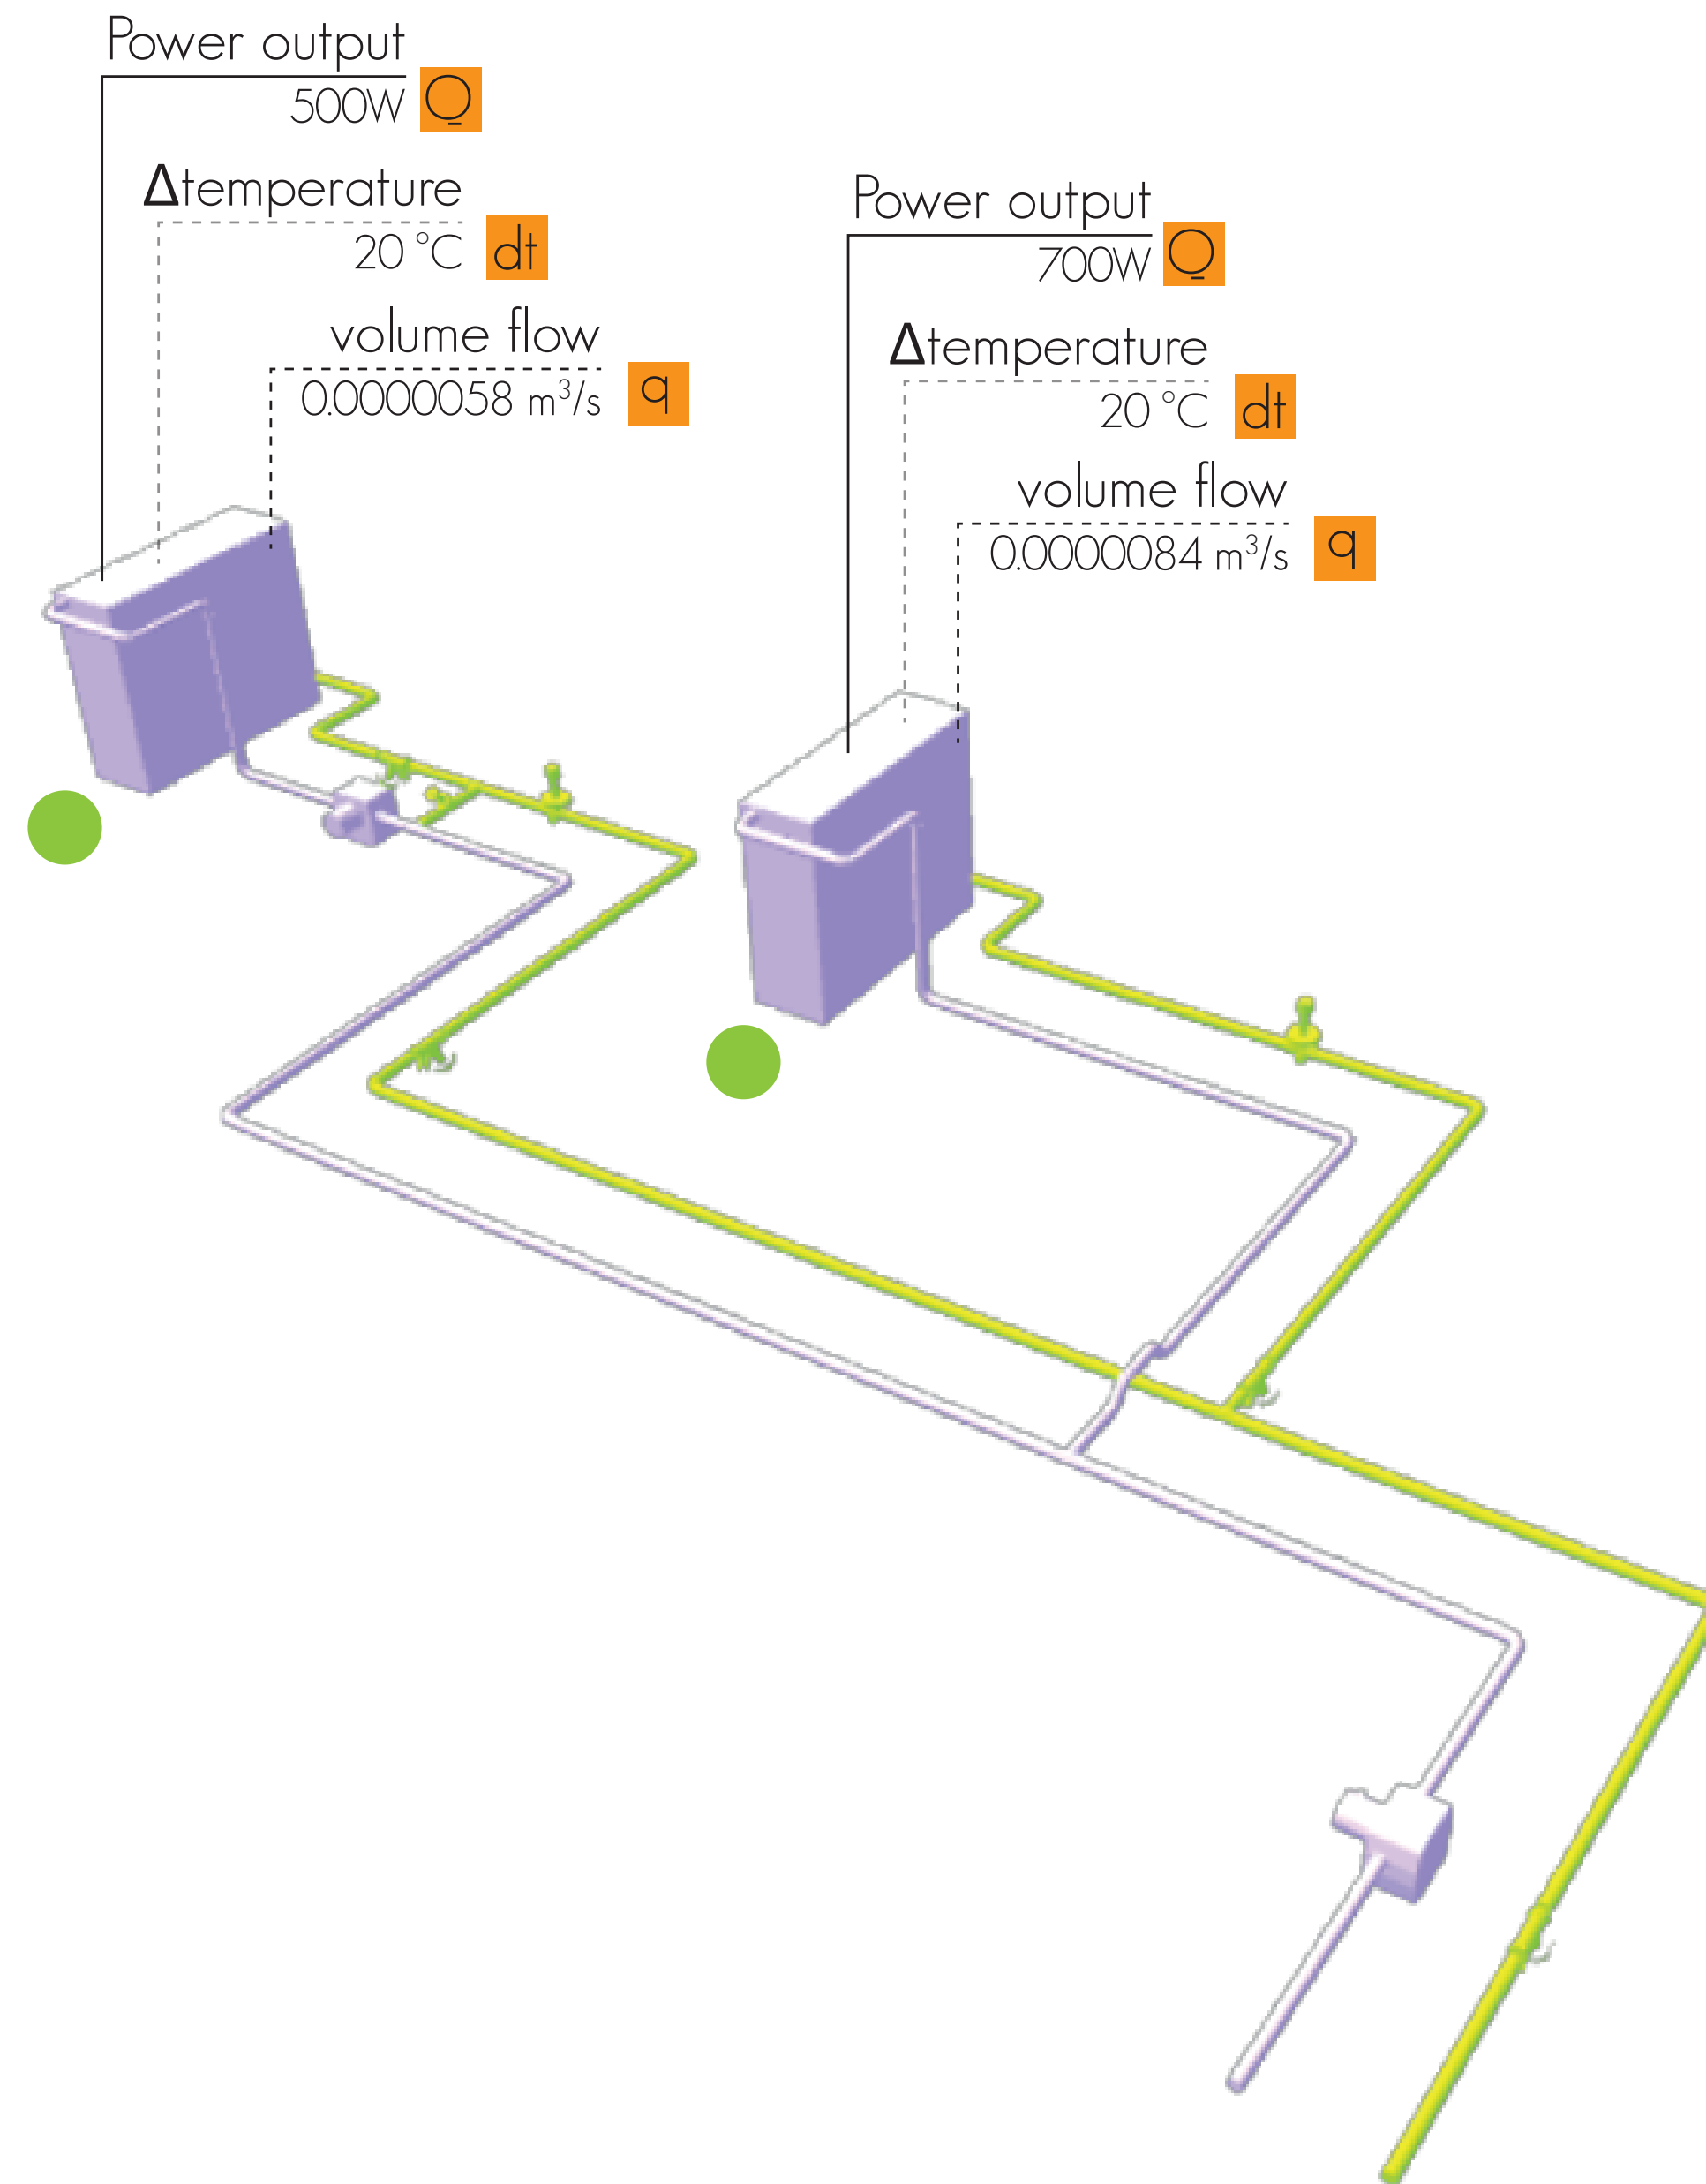 Power output
500W Q
Δtemperature
20 °C dt
volume flow
0.0000058 m³/s q
Power output
700W Q
Δtemperature
20 °C dt
volume flow
0.0000084 m³/s q